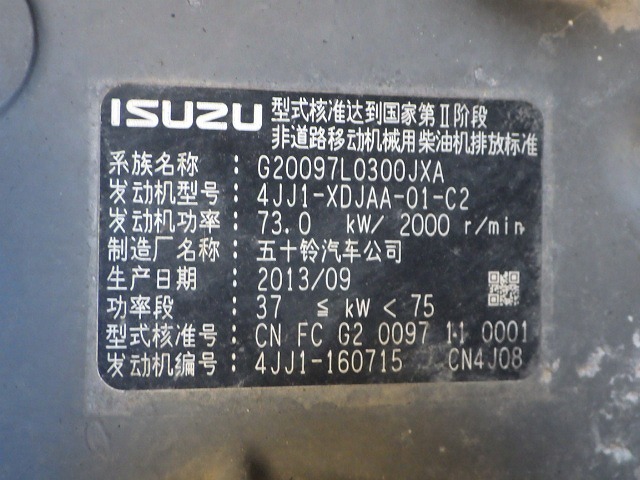 ISUZU 型式核准达到国家第Ⅱ阶段
非道路移动机械用柴油机排放标准
系族名称 : G20097L0300JXA
发动机型号 : 4JJ1-XDJAA-01-C2
发动机功率 : 73.0 kW/ 2000 r/min
制造厂名称 : 五十铃汽车公司
生产日期 : 2013/09
功率段 : 37 ≤ kW < 75
型式核准号 : CN FC G2 0097 11 0001
发动机编号 : 4JJ1-160715 CN4J08